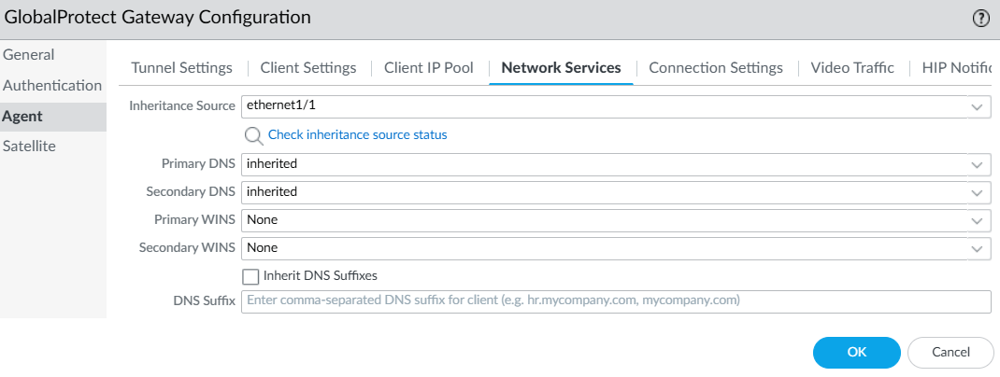 GlobalProtect Gateway Configuration ?
General
Authentication
Agent
Satellite
Tunnel Settings Client Settings Client IP Pool Network Services Connection Settings Video Traffic HIP Notific
Inheritance Source ethernet1/1
Check inheritance source status
Primary DNS inherited
Secondary DNS inherited
Primary WINS None
Secondary WINS None
Inherit DNS Suffixes
DNS Suffix Enter comma-separated DNS suffix for client (e.g. hr.mycompany.com, mycompany.com)
OK Cancel